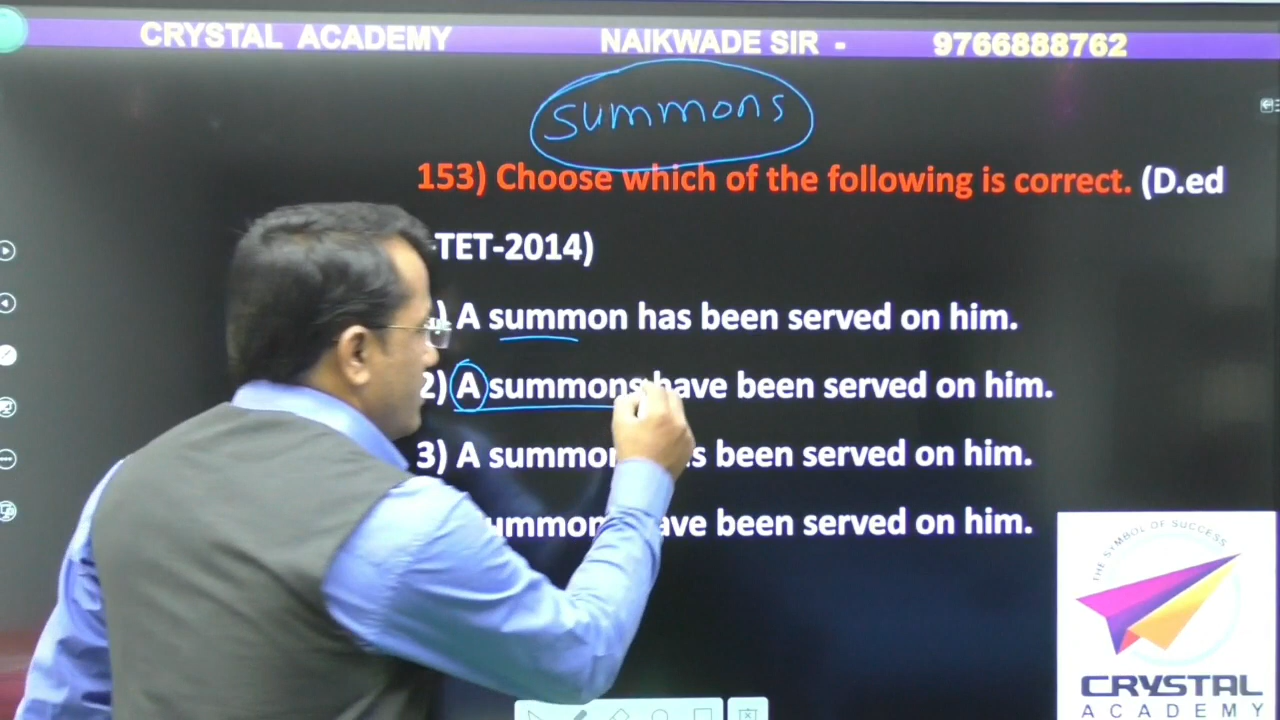 CRYSTAL ACADEMY NAIKWADE SIR - 9766888762
summons
153) Choose which of the following is correct. (D.ed
-TET-2014)
) A summon has been served on him.
2) A summons have been served on him.
3) A summon been served on him.
been served on him.
THE SYMBOL OF SUCCESS
CRYSTAL
ACADEMY